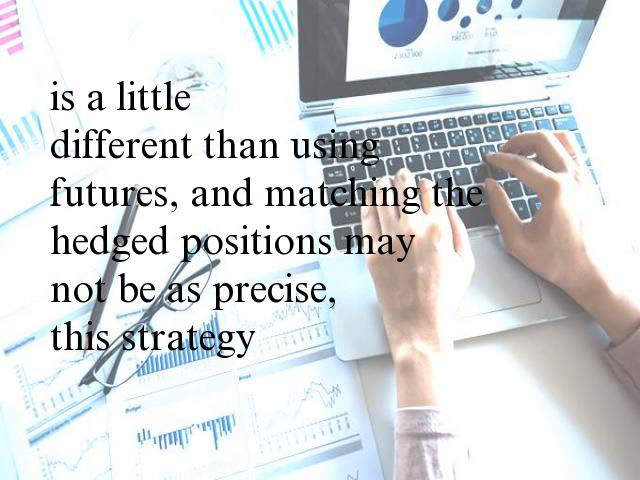 is a little
different than using
futures, and matching the
hedged positions may
not be as precise,
this strategy